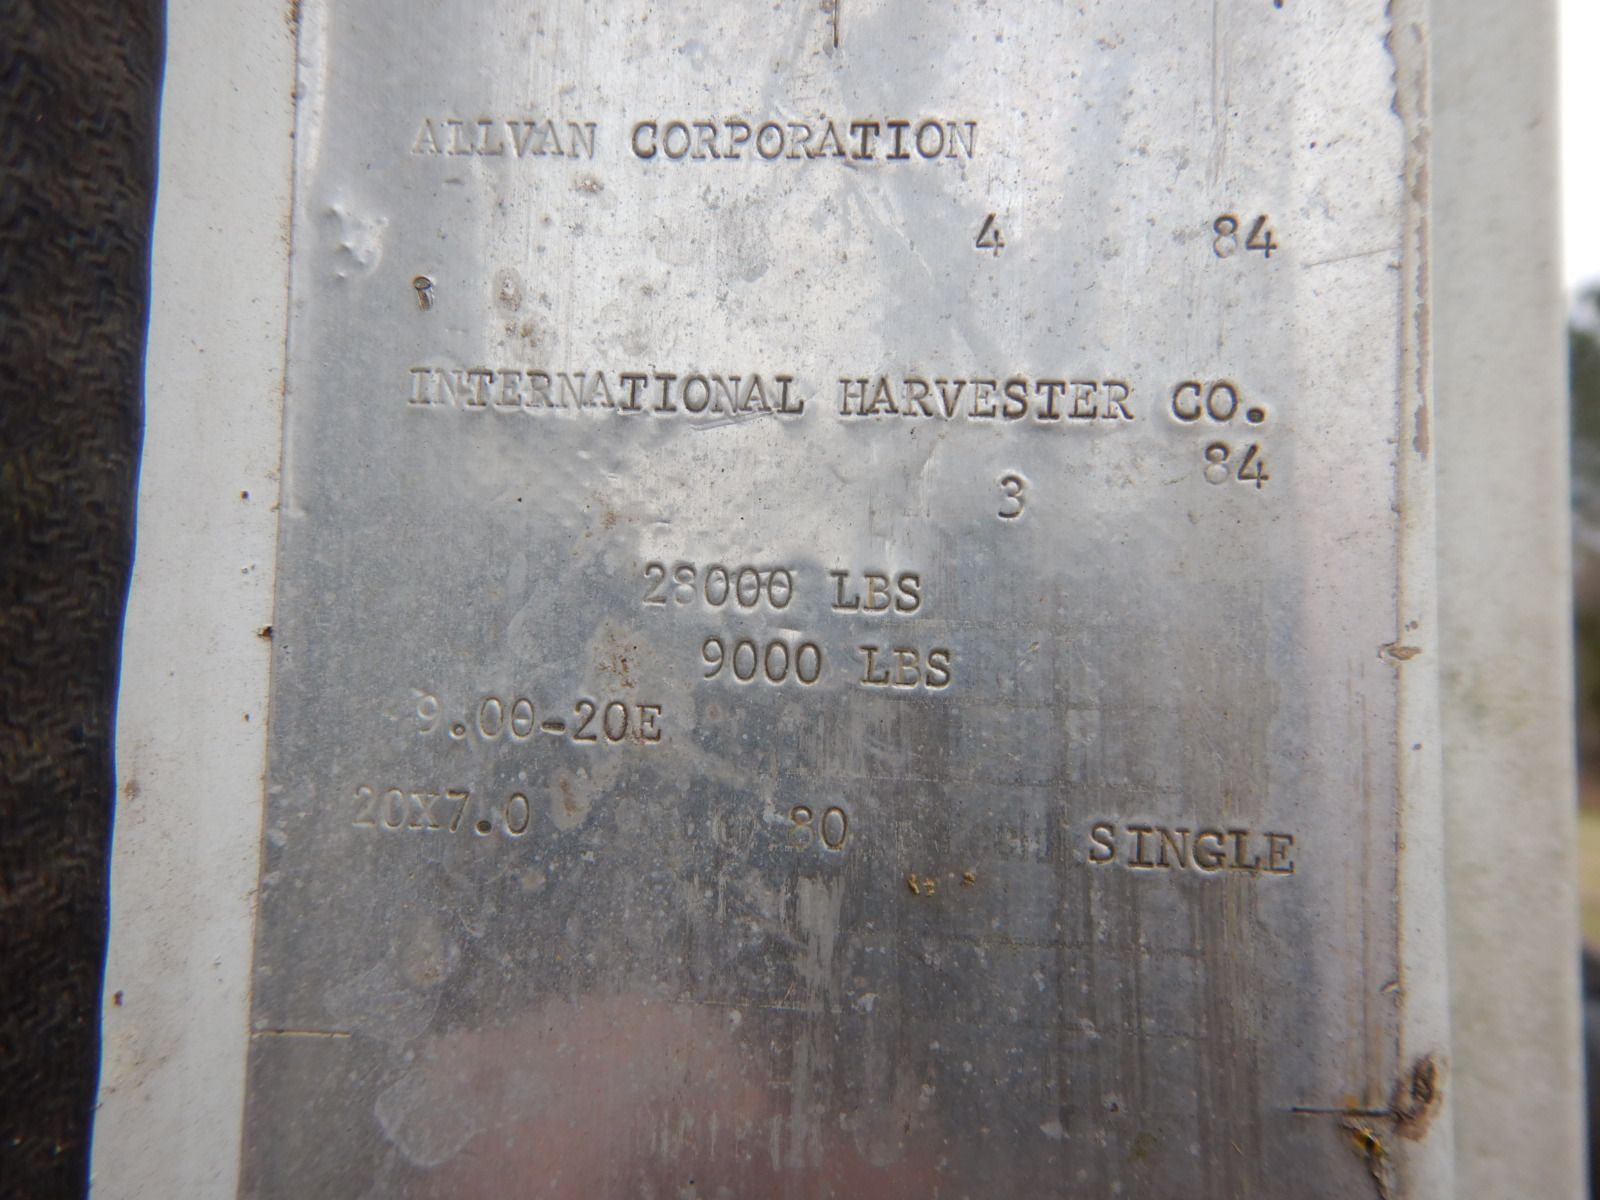 ALLVAN CORPORATION
4 84
INTERNATIONAL HARVESTER CO.
84
3
28000 LBS
9000 LBS
9.00-20E
20X7.0 80 SINGLE